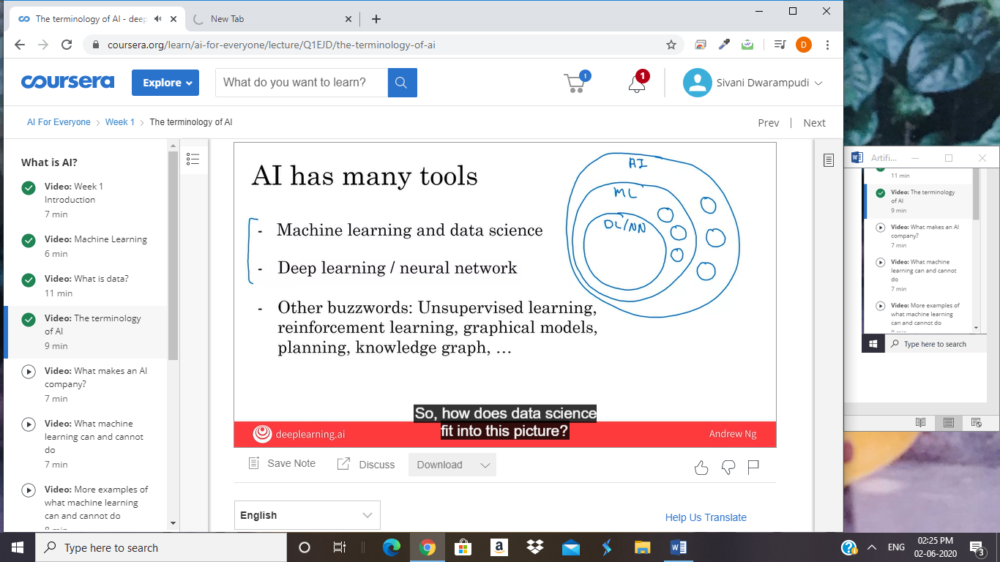 The terminology of AI - deep
New Tab
coursera.org/learn/ai-for-everyone/lecture/Q1EJD/the-terminology-of-ai
D
coursera
Explore
What do you want to learn?
1
1
Sivani Dwarampudi
AI For Everyone
Week 1
The terminology of AI
Prev
Next
What is AI?
Video: Week 1
Introduction
7 min
Video: Machine Learning
6 min
Video: What is data?
11 min
Video: The terminology
of AI
9 min
Video: What makes an AI
company?
7 min
Video: What machine
learning can and cannot
do
7 min
Video: More examples of
what machine learning
can and cannot do
8 min
AI has many tools
- Machine learning and data science
- Deep learning / neural network
- Other buzzwords: Unsupervised learning,
reinforcement learning, graphical models,
planning, knowledge graph, …
AI
ML
DL/NN
So, how does data science
fit into this picture?
deeplearning.ai
Andrew Ng
Save Note
Discuss
Download
English
Help Us Translate
Artifi...
11 min
Video: The terminology
of AI
9 min
Video: What makes an AI
company?
7 min
Video: What machine
learning can and cannot
do
7 min
Video: More examples of
what machine learning
can and cannot do
Type here to search
Type here to search
ENG
02:25 PM
02-06-2020
3